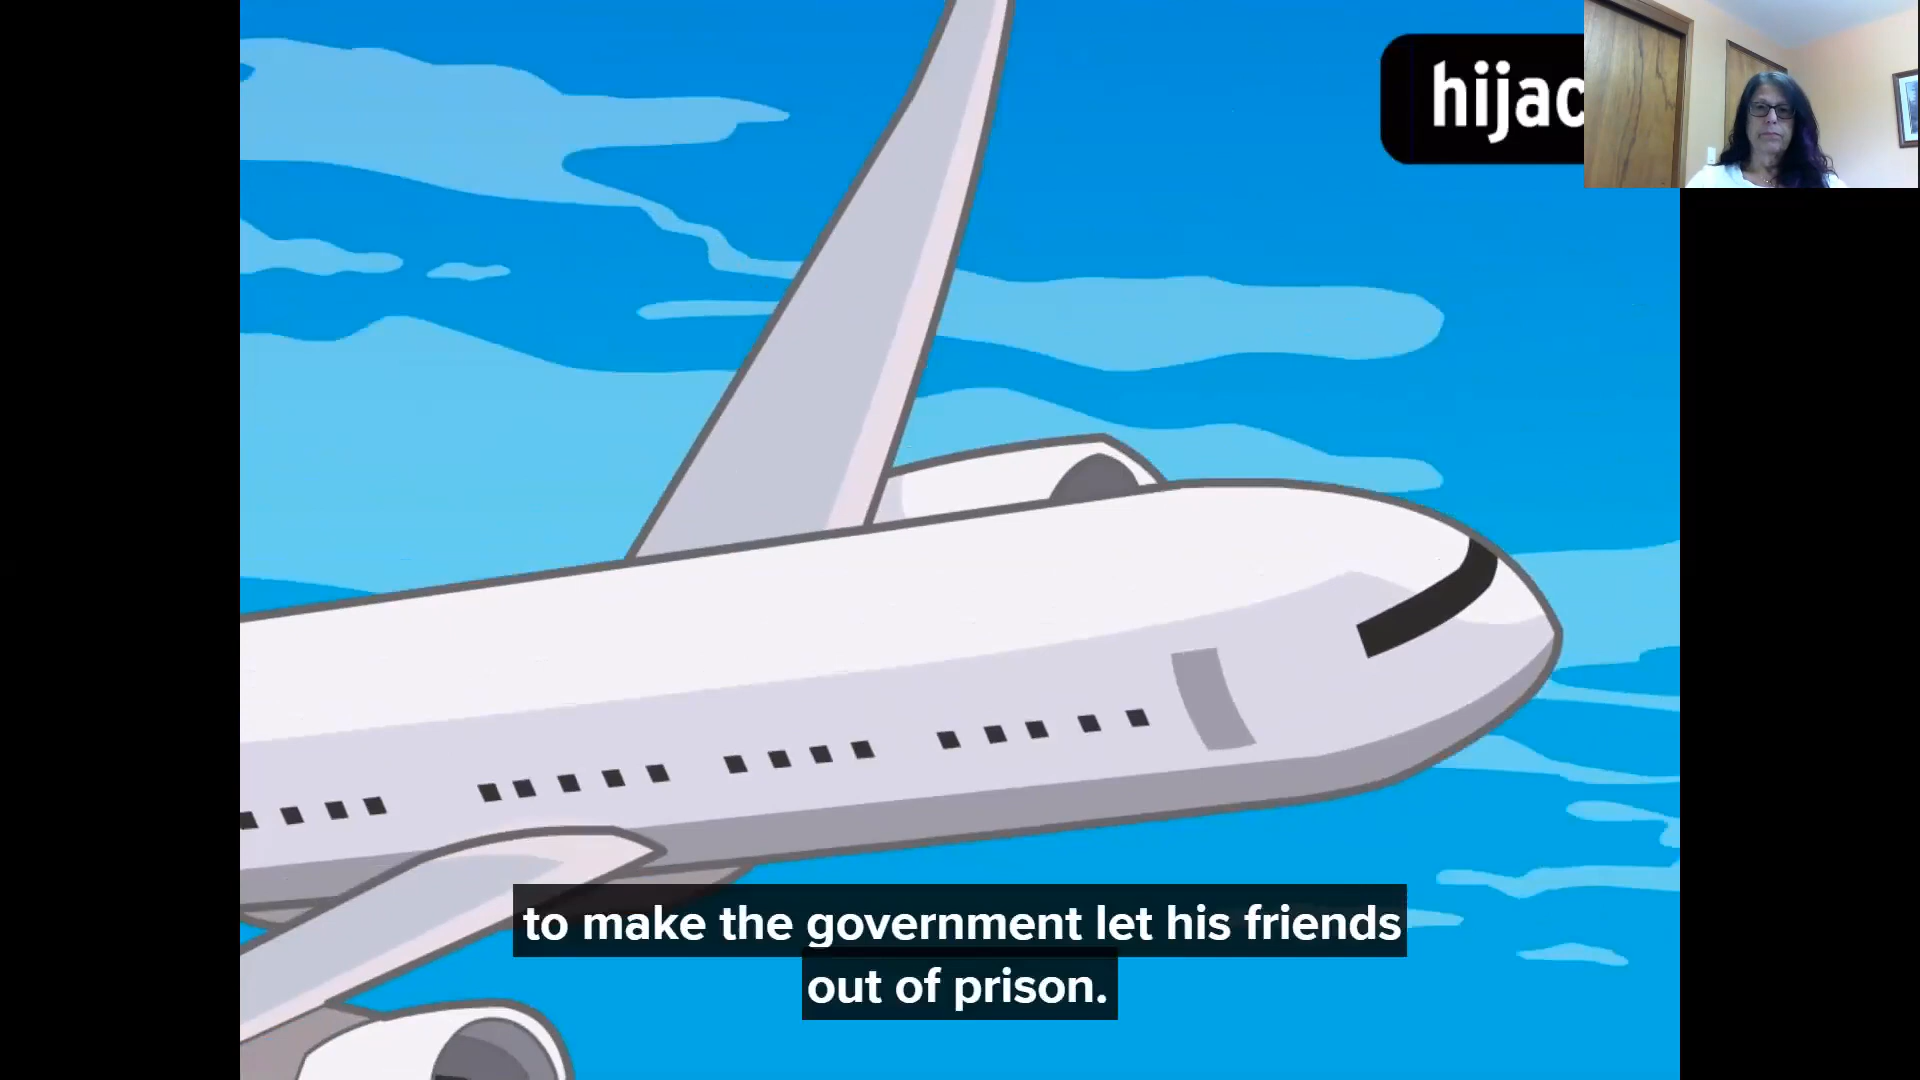 hijac
to make the government let his friends
out of prison.